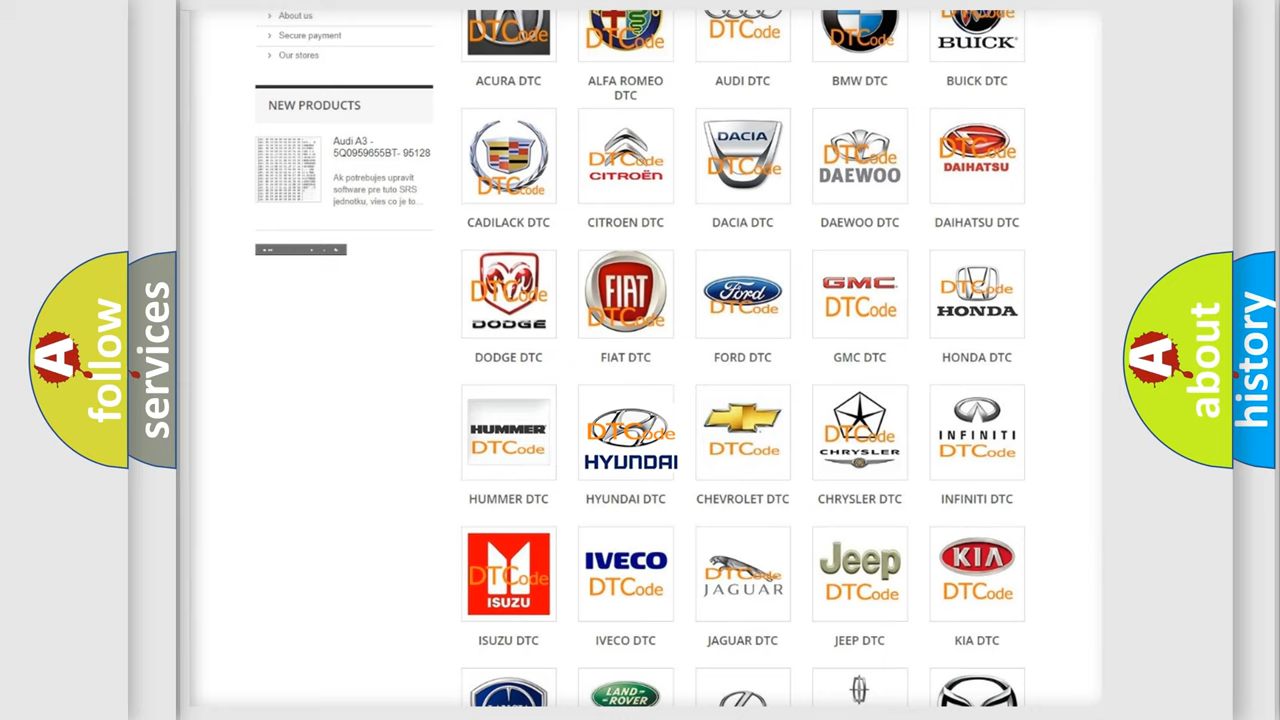 About us
Secure payment
Our stores
NEW PRODUCTS
Audi A3 -
5Q0959655BT- 95128
Ak potrebujes upravit
software pre tuto SRS
jednotku, vies co je to...
DTCode
DTCode
DTCode
DTCode
BUICK
ACURA DTC
ALFA ROMEO
DTC
AUDI DTC
BMW DTC
BUICK DTC
DTCode
DTCode
CITROËN
DACIA
DTCode
DTCode
DAEWOO
DTCode
DAIHATSU
CADILACK DTC
CITROEN DTC
DACIA DTC
DAEWOO DTC
DAIHATSU DTC
DTCode
DODGE
FIAT
DTCode
Ford
DTCode
GMC
DTCode
DTCode
HONDA
DODGE DTC
FIAT DTC
FORD DTC
GMC DTC
HONDA DTC
HUMMER
DTCode
DTCode
HYUNDAI
DTCode
DTCode
CHRYSLER
INFINITI
DTCode
HUMMER DTC
HYUNDAI DTC
CHEVROLET DTC
CHRYSLER DTC
INFINITI DTC
DTCode
ISUZU
IVECO
DTCode
DTCode
JAGUAR
Jeep
DTCode
KIA
DTCode
ISUZU DTC
IVECO DTC
JAGUAR DTC
JEEP DTC
KIA DTC
LAND-
ROVER
A
follow
services
A
about
history